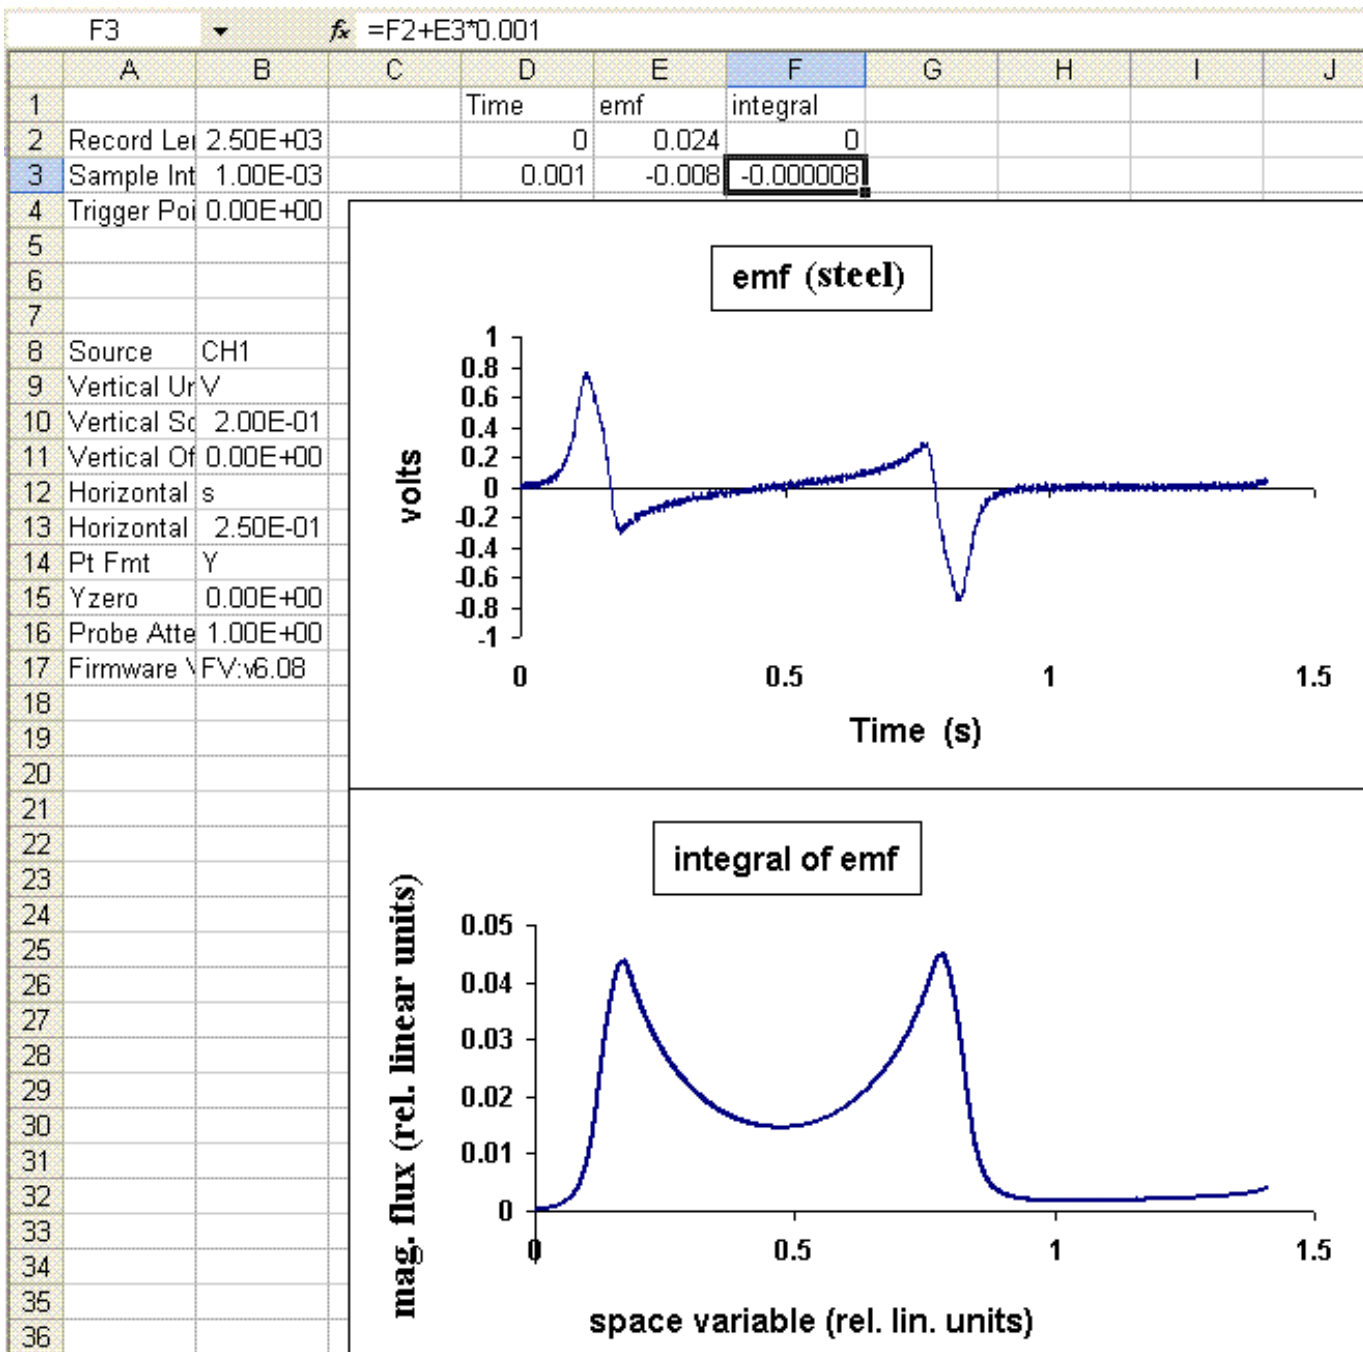 F3 fx =F2+E3*0.001
A B C D E F G H I J
1 Time emf integral
2 Record Len 2.50E+03 0 0.024 0
3 Sample Int 1.00E-03 0.001 -0.008 -0.000008
4 Trigger Poi 0.00E+00
5
6
7
8 Source CH1
9 Vertical Un V
10 Vertical Sc 2.00E-01
11 Vertical Of 0.00E+00
12 Horizontal s
13 Horizontal 2.50E-01
14 Pt Fmt Y
15 Yzero 0.00E+00
16 Probe Atte 1.00E+00
17 Firmware V FV:v6.08
18
19
20
21
22
23
24
25
26
27
28
29
30
31
32
33
34
35
36
emf (steel)
volts
1
0.8
0.6
0.4
0.2
0
-0.2
-0.4
-0.6
-0.8
-1
0 0.5 1 1.5
Time (s)
integral of emf
mag. flux (rel. linear units)
0.05
0.04
0.03
0.02
0.01
0
0 0.5 1 1.5
space variable (rel. lin. units)